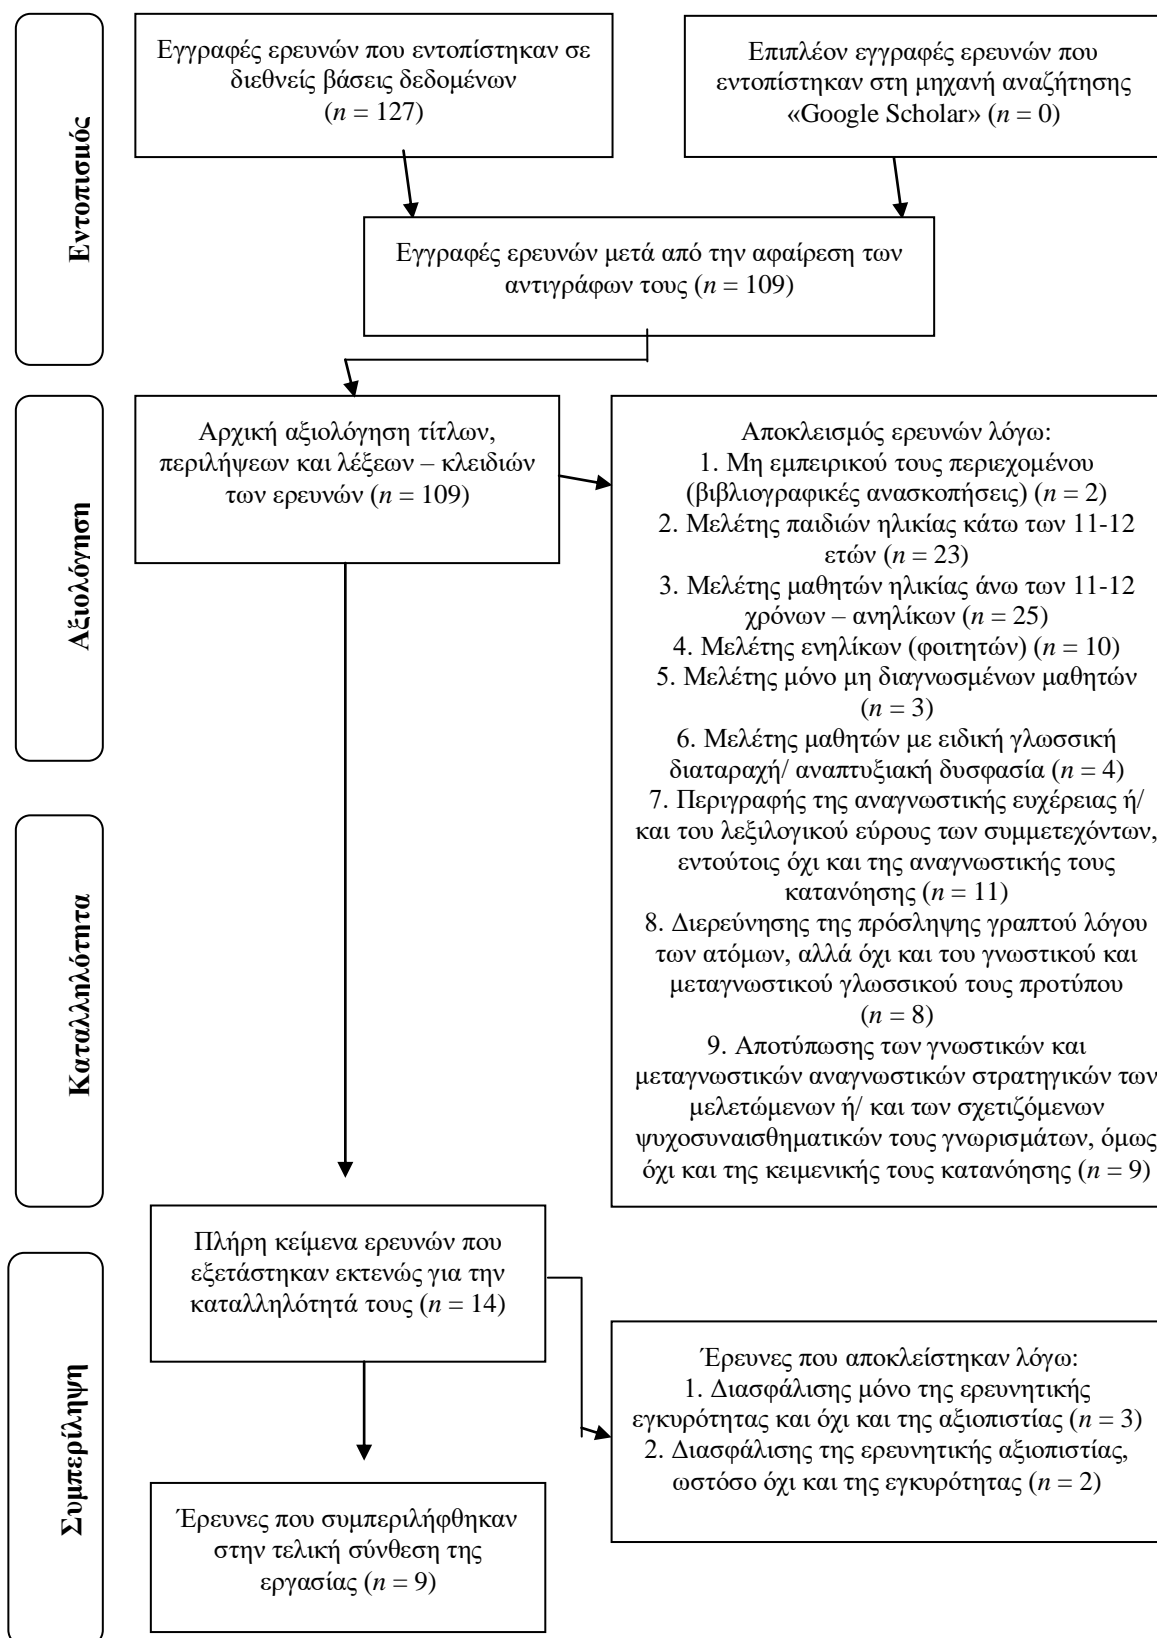 Εντοπισμός
Εγγραφές ερευνών που εντοπίστηκαν σε
διεθνείς βάσεις δεδομένων
(n = 127)
Επιπλέον εγγραφές ερευνών που
εντοπίστηκαν στη μηχανή αναζήτησης
«Google Scholar» (n = 0)
Εγγραφές ερευνών μετά από την αφαίρεση των
αντιγράφων τους (n = 109)
Αξιολόγηση
Αρχική αξιολόγηση τίτλων,
περιλήψεων και λέξεων – κλειδιών
των ερευνών (n = 109)
Αποκλεισμός ερευνών λόγω:
1. Μη εμπειρικού τους περιεχομένου
(βιβλιογραφικές ανασκοπήσεις) (n = 2)
2. Μελέτης παιδιών ηλικίας κάτω των 11-12
ετών (n = 23)
3. Μελέτης μαθητών ηλικίας άνω των 11-12
χρόνων – ανηλίκων (n = 25)
4. Μελέτης ενηλίκων (φοιτητών) (n = 10)
5. Μελέτης μόνο μη διαγνωσμένων μαθητών
(n = 3)
6. Μελέτης μαθητών με ειδική γλωσσική
διαταραχή/ αναπτυξιακή δυσφασία (n = 4)
7. Περιγραφής της αναγνωστικής ευχέρειας ή/
και του λεξιλογικού εύρους των συμμετεχόντων,
εντούτοις όχι και της αναγνωστικής τους
κατανόησης (n = 11)
8. Διερεύνησης της πρόσληψης γραπτού λόγου
των ατόμων, αλλά όχι και του γνωστικού και
μεταγνωστικού γλωσσικού τους προτύπου
(n = 8)
9. Αποτύπωσης των γνωστικών και
μεταγνωστικών αναγνωστικών στρατηγικών των
μελετώμενων ή/ και των σχετιζόμενων
ψυχοσυναισθηματικών τους γνωρισμάτων, όμως
όχι και της κειμενικής τους κατανόησης (n = 9)
Καταλληλότητα
Πλήρη κείμενα ερευνών που
εξετάστηκαν εκτενώς για την
καταλληλότητά τους (n = 14)
Συμπερίληψη
Έρευνες που αποκλείστηκαν λόγω:
1. Διασφάλισης μόνο της ερευνητικής
εγκυρότητας και όχι και της αξιοπιστίας (n = 3)
2. Διασφάλισης της ερευνητικής αξιοπιστίας,
ωστόσο όχι και της εγκυρότητας (n = 2)
Έρευνες που συμπεριλήφθηκαν
στην τελική σύνθεση της
εργασίας (n = 9)